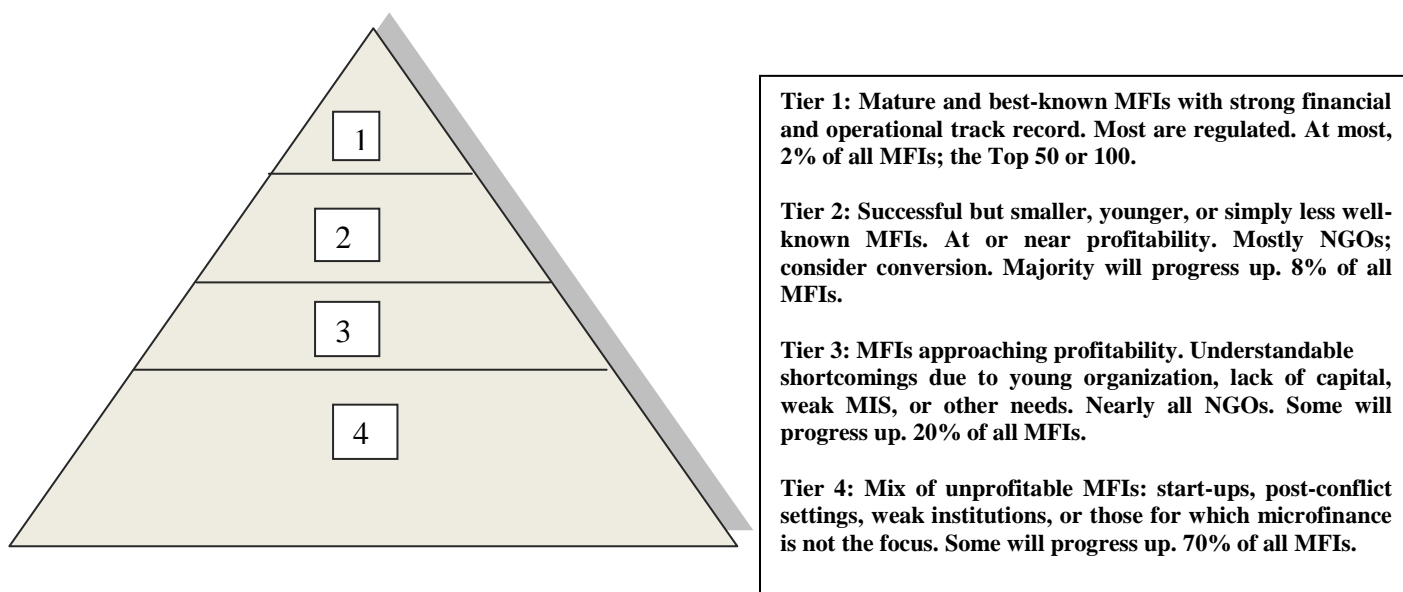 1
2
3
4
Tier 1: Mature and best-known MFIs with strong financial
and operational track record. Most are regulated. At most,
2% of all MFIs; the Top 50 or 100.
Tier 2: Successful but smaller, younger, or simply less well-
known MFIs. At or near profitability. Mostly NGOs;
consider conversion. Majority will progress up. 8% of all
MFIs.
Tier 3: MFIs approaching profitability. Understandable
shortcomings due to young organization, lack of capital,
weak MIS, or other needs. Nearly all NGOs. Some will
progress up. 20% of all MFIs.
Tier 4: Mix of unprofitable MFIs: start-ups, post-conflict
settings, weak institutions, or those for which microfinance
is not the focus. Some will progress up. 70% of all MFIs.